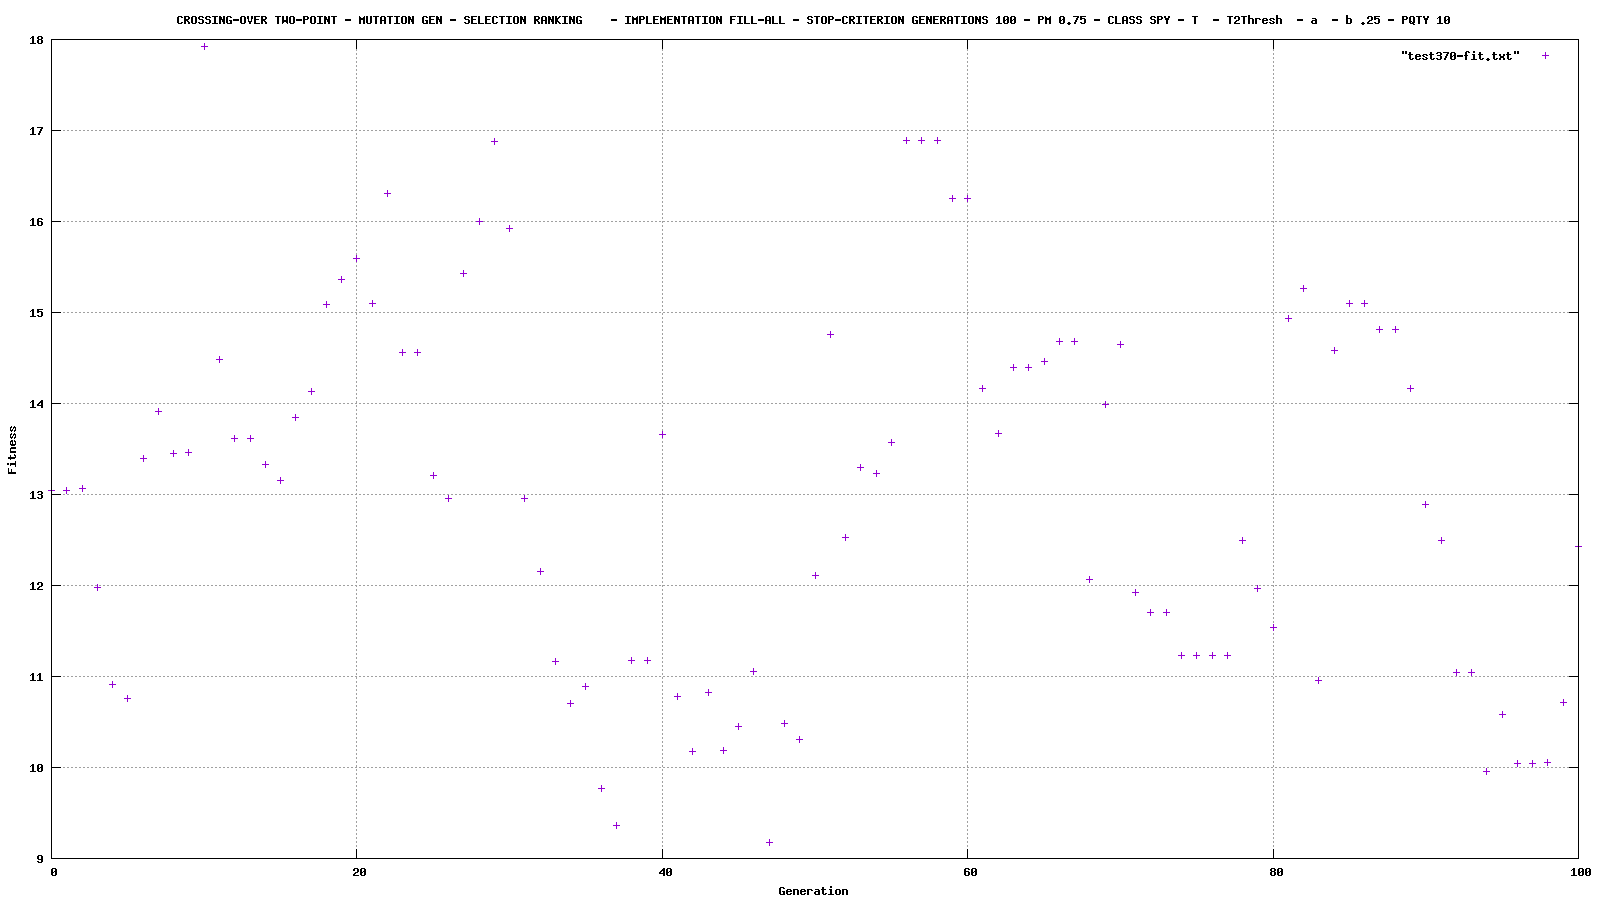 CROSSING-OVER TWO-POINT - MUTATION GEN - SELECTION RANKING    - IMPLEMENTATION FILL-ALL - STOP-CRITERION GENERATIONS 100 - PM 0.75 - CLASS SPY - T  - T2Thresh  - a  - b .25 - PQTY 10
"test370-fit.txt"
18
17
16
15
14
13
12
11
10
9
Fitness
0 20 40 60 80 100
Generation